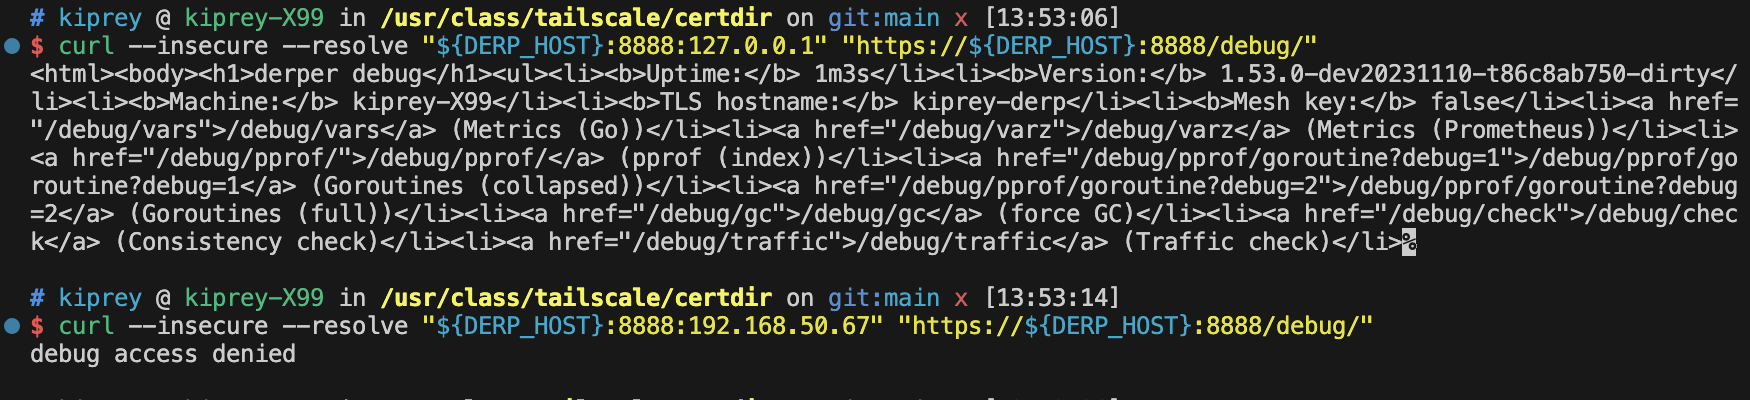 # kiprey @ kiprey-X99 in /usr/class/tailscale/certdir on git:main x [13:53:06]
$ curl --insecure --resolve "${DERP_HOST}:8888:127.0.0.1" "https://${DERP_HOST}:8888/debug/"
<html><body><h1>derper debug</h1><ul><li><b>Uptime:</b> 1m3s</li><li><b>Version:</b> 1.53.0-dev20231110-t86c8ab750-dirty</
li><li><b>Machine:</b> kiprey-X99</li><li><b>TLS hostname:</b> kiprey-derp</li><li><b>Mesh key:</b> false</li><li><a href=
"/debug/vars">/debug/vars</a> (Metrics (Go))</li><li><a href="/debug/varz">/debug/varz</a> (Metrics (Prometheus))</li><li>
<a href="/debug/pprof/">/debug/pprof/</a> (pprof (index))</li><li><a href="/debug/pprof/goroutine?debug=1">/debug/pprof/go
routine?debug=1</a> (Goroutines (collapsed))</li><li><a href="/debug/pprof/goroutine?debug=2">/debug/pprof/goroutine?debug
=2</a> (Goroutines (full))</li><li><a href="/debug/gc">/debug/gc</a> (force GC)</li><li><a href="/debug/check">/debug/chec
k</a> (Consistency check)</li><li><a href="/debug/traffic">/debug/traffic</a> (Traffic check)</li>%
# kiprey @ kiprey-X99 in /usr/class/tailscale/certdir on git:main x [13:53:14]
$ curl --insecure --resolve "${DERP_HOST}:8888:192.168.50.67" "https://${DERP_HOST}:8888/debug/"
debug access denied